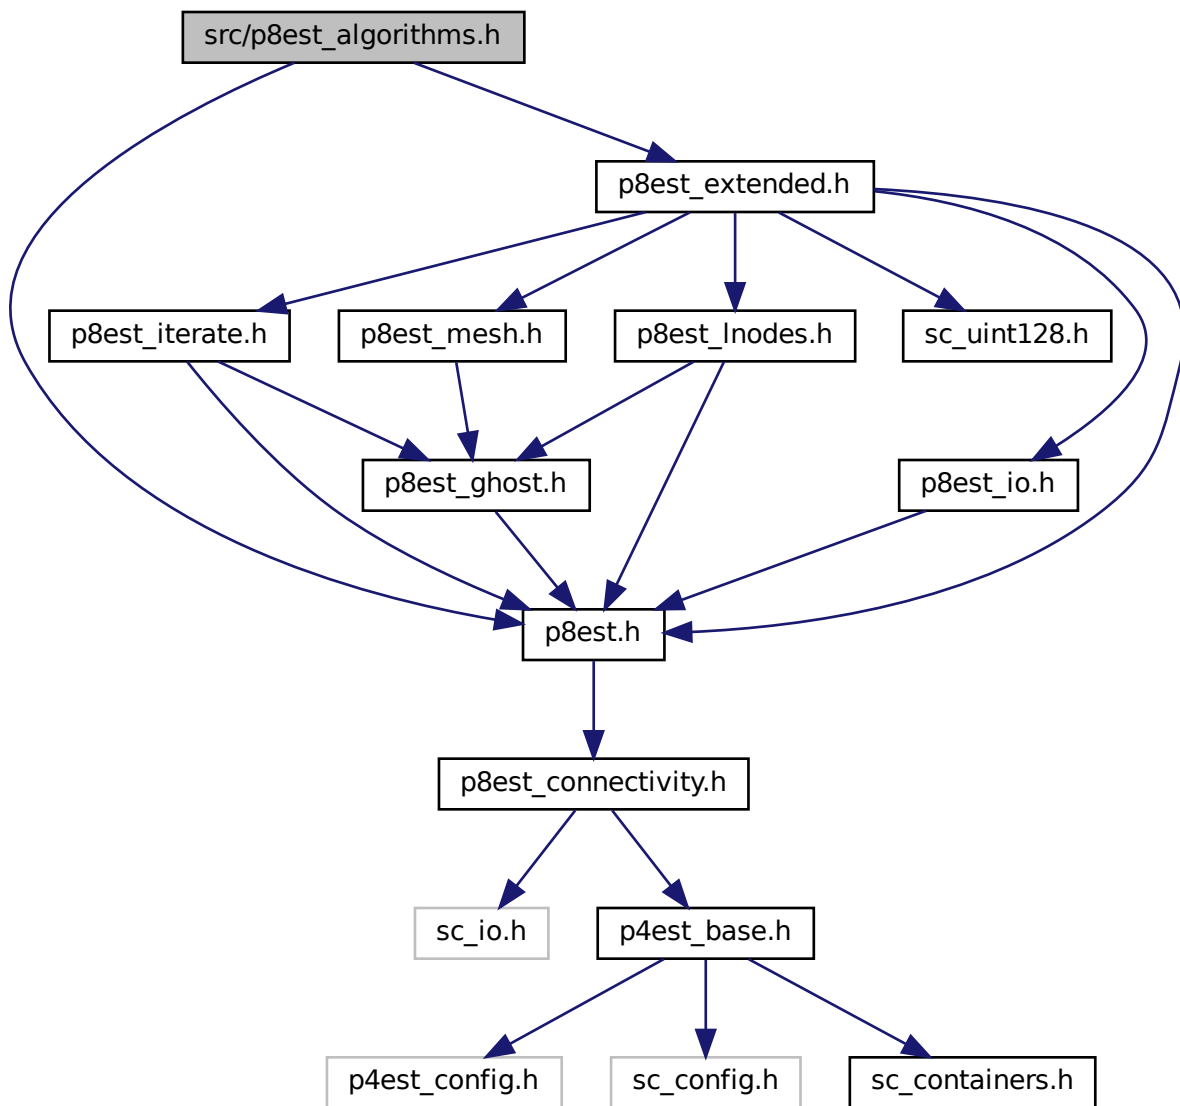 src/p8est_algorithms.h
p8est_extended.h
p8est_iterate.h
p8est_mesh.h
p8est_lnodes.h
sc_uint128.h
p8est_ghost.h
p8est_io.h
p8est.h
p8est_connectivity.h
sc_io.h
p4est_base.h
p4est_config.h
sc_config.h
sc_containers.h